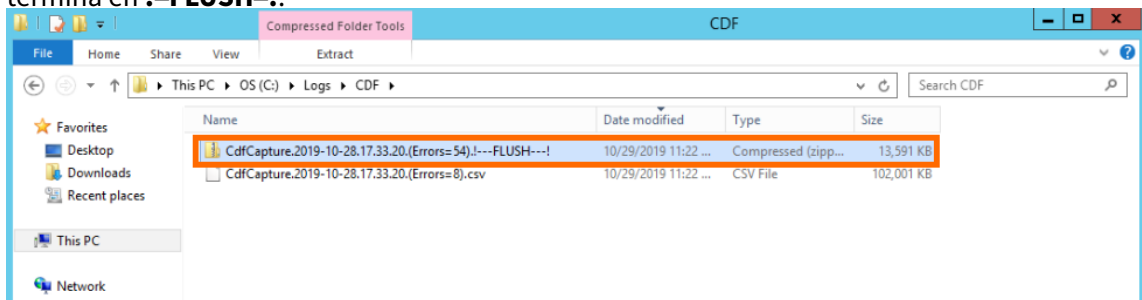 termina en .!–FLUSH–!.:
Compressed Folder Tools
CDF
File Home Share View Extract
This PC OS (C:) Logs CDF
Search CDF
Favorites
Desktop
Downloads
Recent places
This PC
Network
Name Date modified Type Size
CdfCapture.2019-10-28.17.33.20.(Errors=54).!---FLUSH---! 10/29/2019 11:22 ... Compressed (zipp... 13,591 KB
CdfCapture.2019-10-28.17.33.20.(Errors=8).csv 10/29/2019 11:22 ... CSV File 102,001 KB